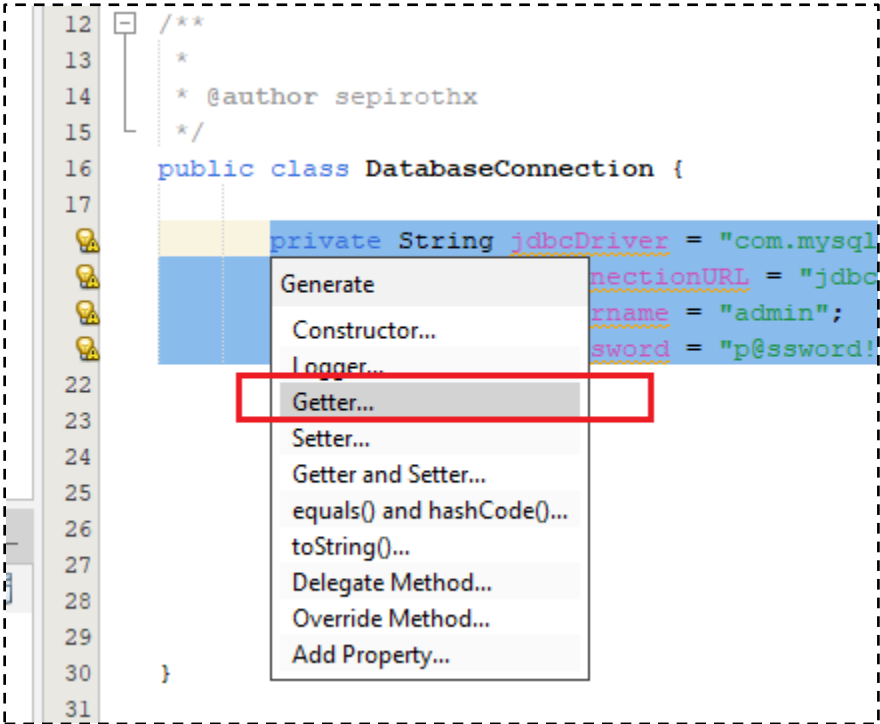 12 /**
13 *
14 * @author sepirothx
15 */
16 public class DatabaseConnection {
17
private String jdbcDriver = "com.mysql
nectionURL = "jdbc
rname = "admin";
sword = "p@ssword!
Generate
Constructor...
Logger...
Getter...
Setter...
Getter and Setter...
equals() and hashCode()...
toString()...
Delegate Method...
Override Method...
Add Property...
22
23
24
25
26
27
28
29
30 }
31